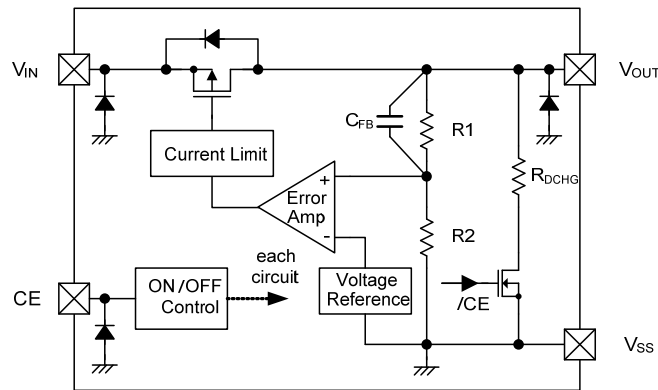 VIN
VOUT
CFB
R1
Current Limit
RDCHG
+
Error
Amp
-
R2
each
circuit
Voltage
Reference
/CE
CE
ON/OFF
Control
VSS